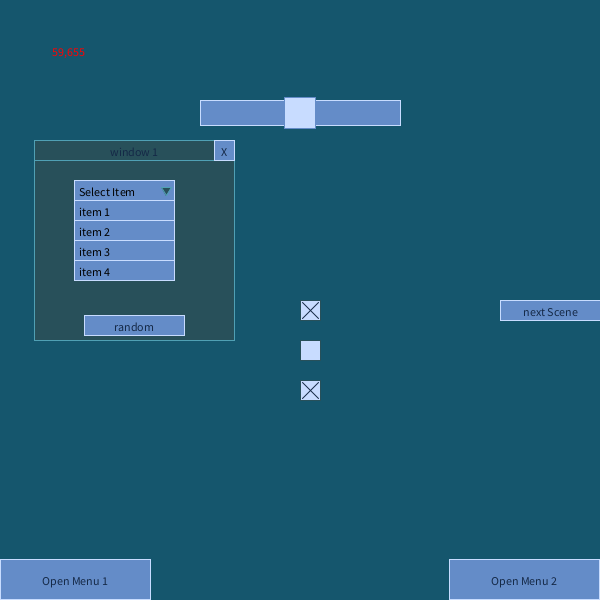 window 1
X
Select Item
item 1
item 2
item 3
item 4
random
next Scene
Open Menu 1
Open Menu 2